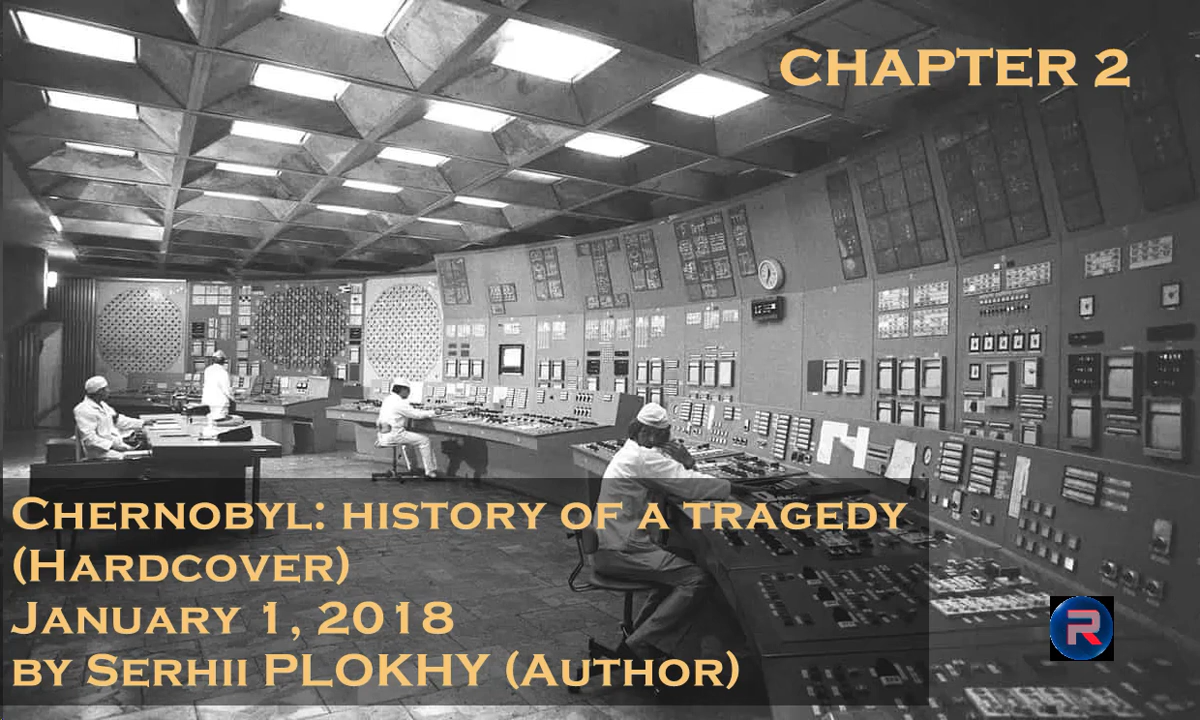 CHAPTER 2
CHERNOBYL: HISTORY OF A TRAGEDY
(HARDCOVER)
JANUARY 1, 2018
BY SERHII PLOKHY (AUTHOR)
R